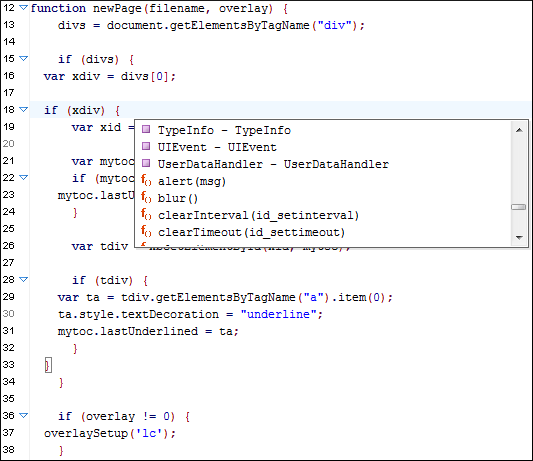 12 function newPage(filename, overlay) {
13 divs = document.getElementsByTagName("div");
14
15 if (divs) {
16 var xdiv = divs[0];
17
18 if (xdiv) {
19 var xid =
20
21 var mytoc
22 if (mytoc
23 mytoc.lastU
24 }
25
26 var tdiv
27
28 if (tdiv) {
29 var ta = tdiv.getElementsByTagName("a").item(0);
30 ta.style.textDecoration = "underline";
31 mytoc.lastUnderlined = ta;
32 }
33 }
34 }
35
36 if (overlay != 0) {
37 overlaySetup('lc');
38 }
TypeInfo - TypeInfo
UIEvent - UIEvent
UserDataHandler - UserDataHandler
f() alert(msg)
f() blur()
f() clearInterval(id_setinterval)
f() clearTimeout(id_settimeout)